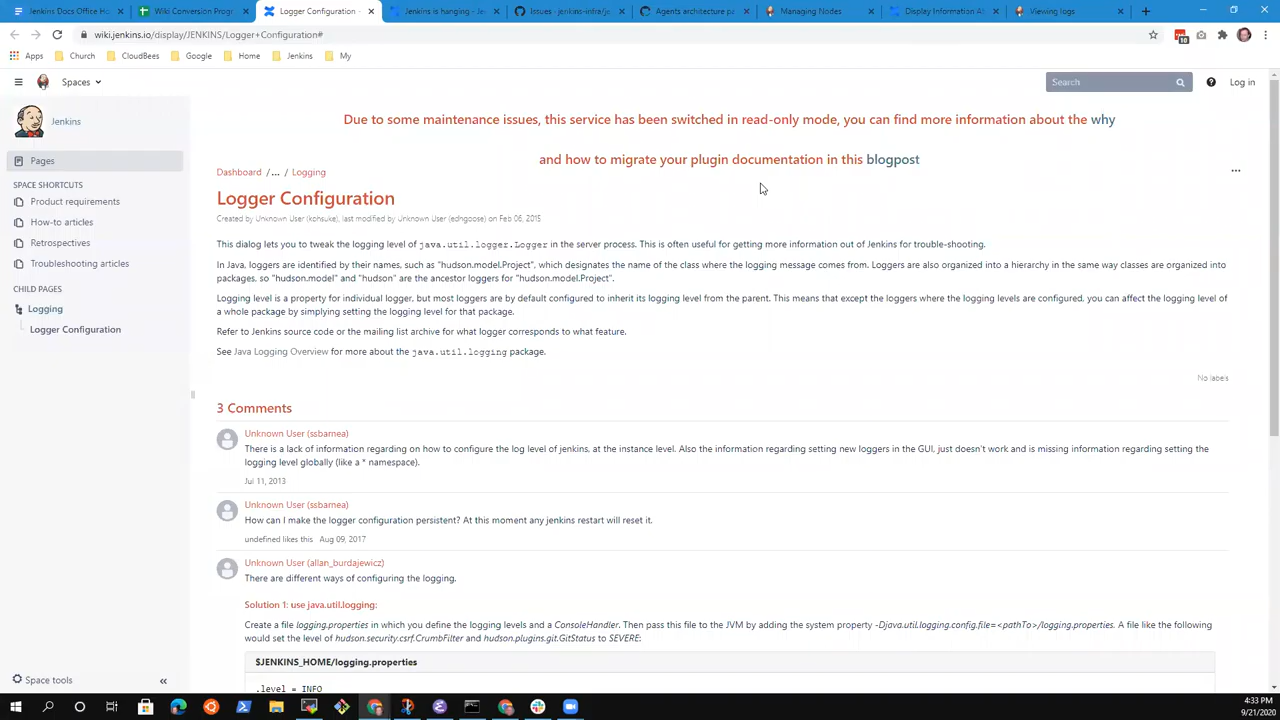 Jenkins Docs Office Ho
Wiki Conversion Progr
Logger Configuration -
Jenkins is hanging - Jen
Issues · jenkins-infra/je
Agents architecture pa
Managing Nodes
Display Information Ab
Viewing logs
wiki.jenkins.io/display/JENKINS/Logger+Configuration#
10
Apps
Church
CloudBees
Google
Home
Jenkins
My
Spaces
Search
Log in
Jenkins
Pages
SPACE SHORTCUTS
Product requirements
How-to articles
Retrospectives
Troubleshooting articles
CHILD PAGES
Logging
Logger Configuration
Space tools
Due to some maintenance issues, this service has been switched in read-only mode, you can find more information about the why
and how to migrate your plugin documentation in this blogpost
Dashboard /... / Logging
Logger Configuration
Created by Unknown User (kohsuke), last modified by Unknown User (edngoose) on Feb 06, 2015
This dialog lets you to tweak the logging level of java.util.logger.Logger in the server process. This is often useful for getting more information out of Jenkins for trouble-shooting.
In Java, loggers are identified by their names, such as "hudson.model.Project", which designates the name of the class where the logging message comes from. Loggers are also organized into a hierarchy in the same way classes are organized into
packages, so "hudson.model" and "hudson" are the ancestor loggers for "hudson.model.Project".
Logging level is a property for individual logger, but most loggers are by default configured to inherit its logging level from the parent. This means that except the loggers where the logging levels are configured, you can affect the logging level of
a whole package by simplying setting the logging level for that package.
Refer to Jenkins source code or the mailing list archive for what logger corresponds to what feature.
See Java Logging Overview for more about the java.util.logging package.
No labels
3 Comments
Unknown User (ssbarnea)
There is a lack of information regarding on how to configure the log level of jenkins, at the instance level. Also the information regarding setting new loggers in the GUI, just doesn't work and is missing information regarding setting the
logging level globally (like a * namespace).
Jul 11, 2013
Unknown User (ssbarnea)
How can I make the logger configuration persistent? At this moment any jenkins restart will reset it.
undefined likes this Aug 09, 2017
Unknown User (allan_burdajewicz)
There are different ways of configuring the logging.
Solution 1: use java.util.logging:
Create a file logging.properties in which you define the logging levels and a ConsoleHandler. Then pass this file to the JVM by adding the system property -Djava.util.logging.config.file=<pathTo>/logging.properties. A file like the following
would set the level of hudson.security.csrf.CrumbFilter and hudson.plugins.git.GitStatus to SEVERE:
$JENKINS_HOME/logging.properties
.level = INFO
4:33 PM
9/21/2020